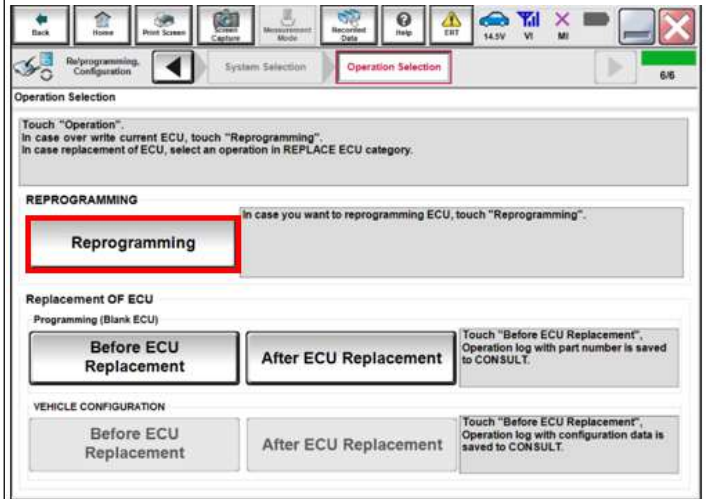 Back
Home
Print Screen
Screen Capture
Measurement Mode
Recorded Data
Help
ERT
14.5V
VI
MI
Re/programming, Configuration
System Selection
Operation Selection
6/6
Operation Selection
Touch "Operation".
In case over write current ECU, touch "Reprogramming".
In case replacement of ECU, select an operation in REPLACE ECU category.
REPROGRAMMING
Reprogramming
In case you want to reprogramming ECU, touch "Reprogramming".
Replacement OF ECU
Programming (Blank ECU)
Before ECU
Replacement
After ECU Replacement
Touch "Before ECU Replacement",
Operation log with part number is saved
to CONSULT.
VEHICLE CONFIGURATION
Before ECU
Replacement
After ECU Replacement
Touch "Before ECU Replacement",
Operation log with configuration data is
saved to CONSULT.